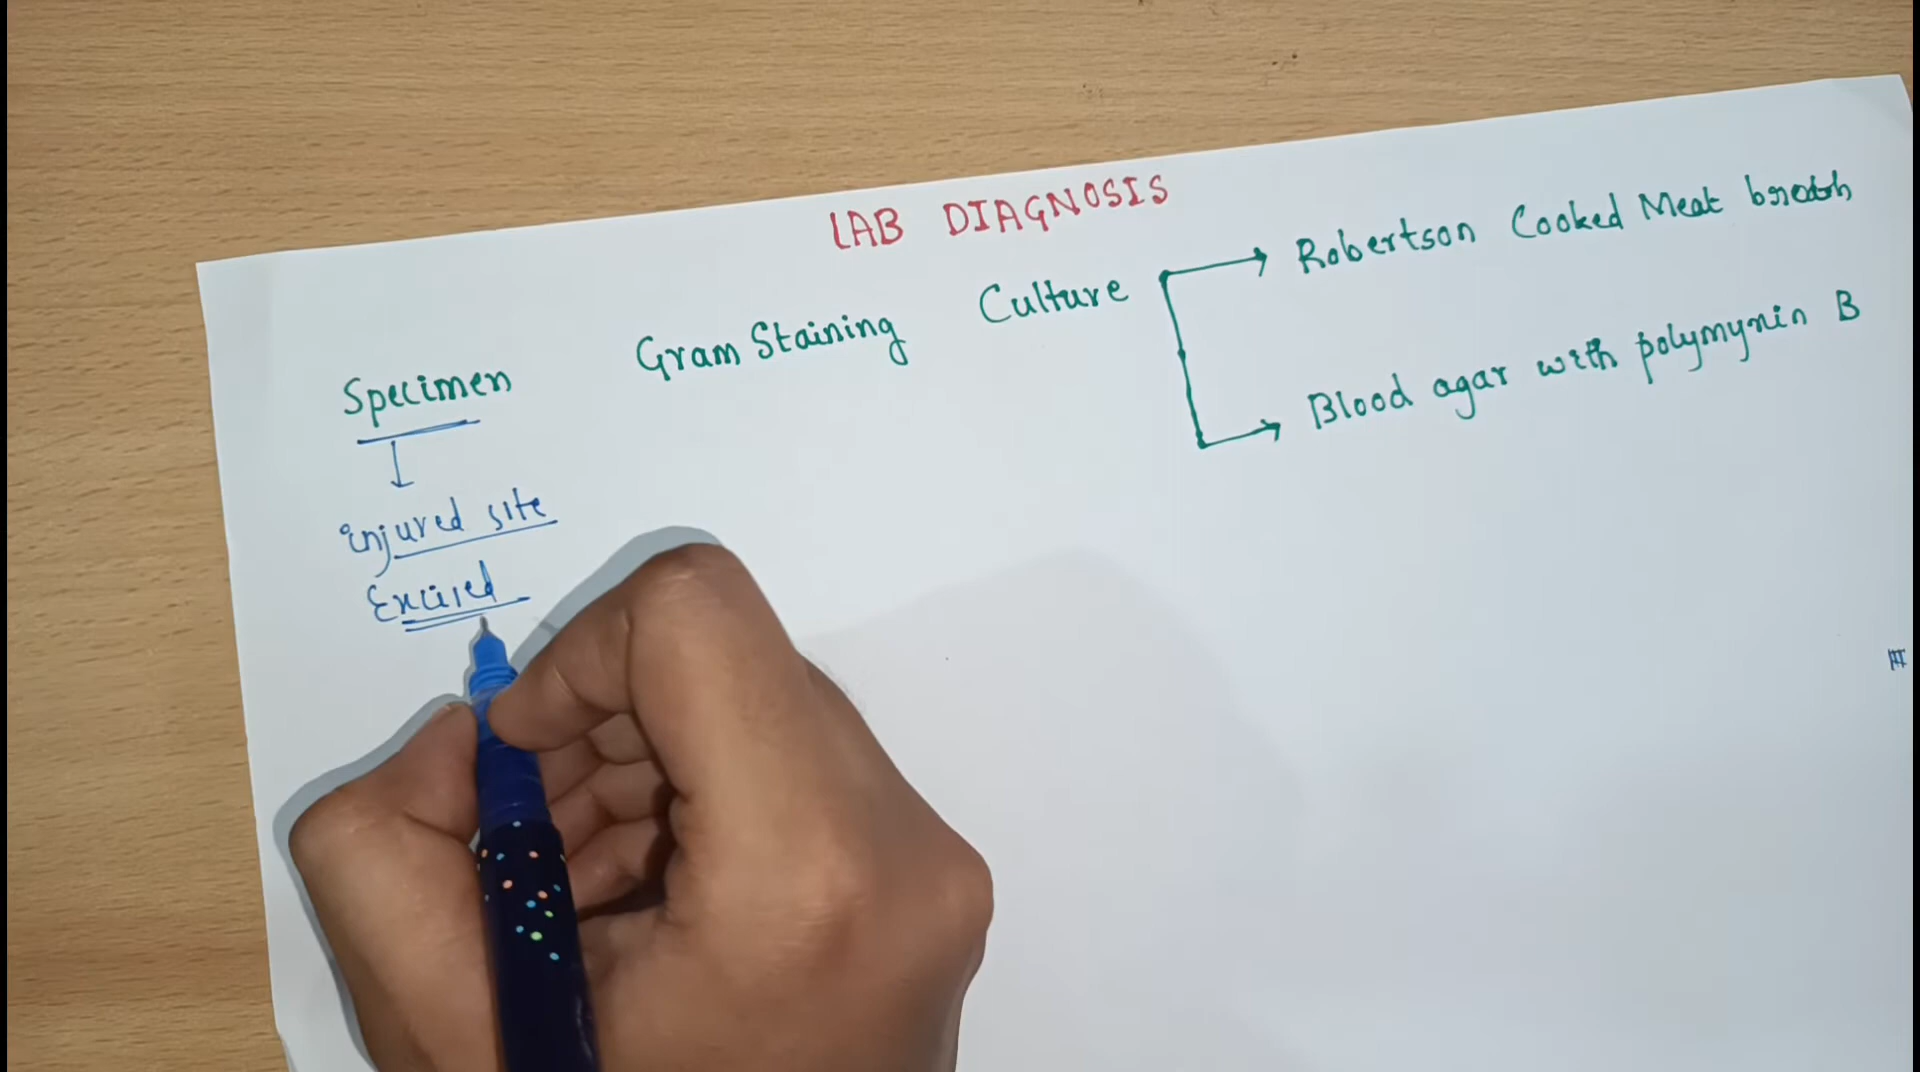 LAB DIAGNOSIS
Specimen
Gram Staining
Culture
Robertson Cooked Meat broth
Blood agar with polymyxin B
injured site
Excised